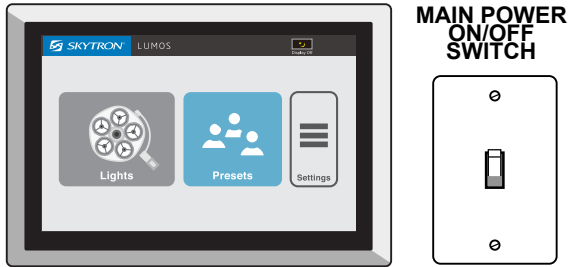 MAIN POWER
ON/OFF
SWITCH
SKYTRON LUMOS
Display Off
Lights
Presets
Settings